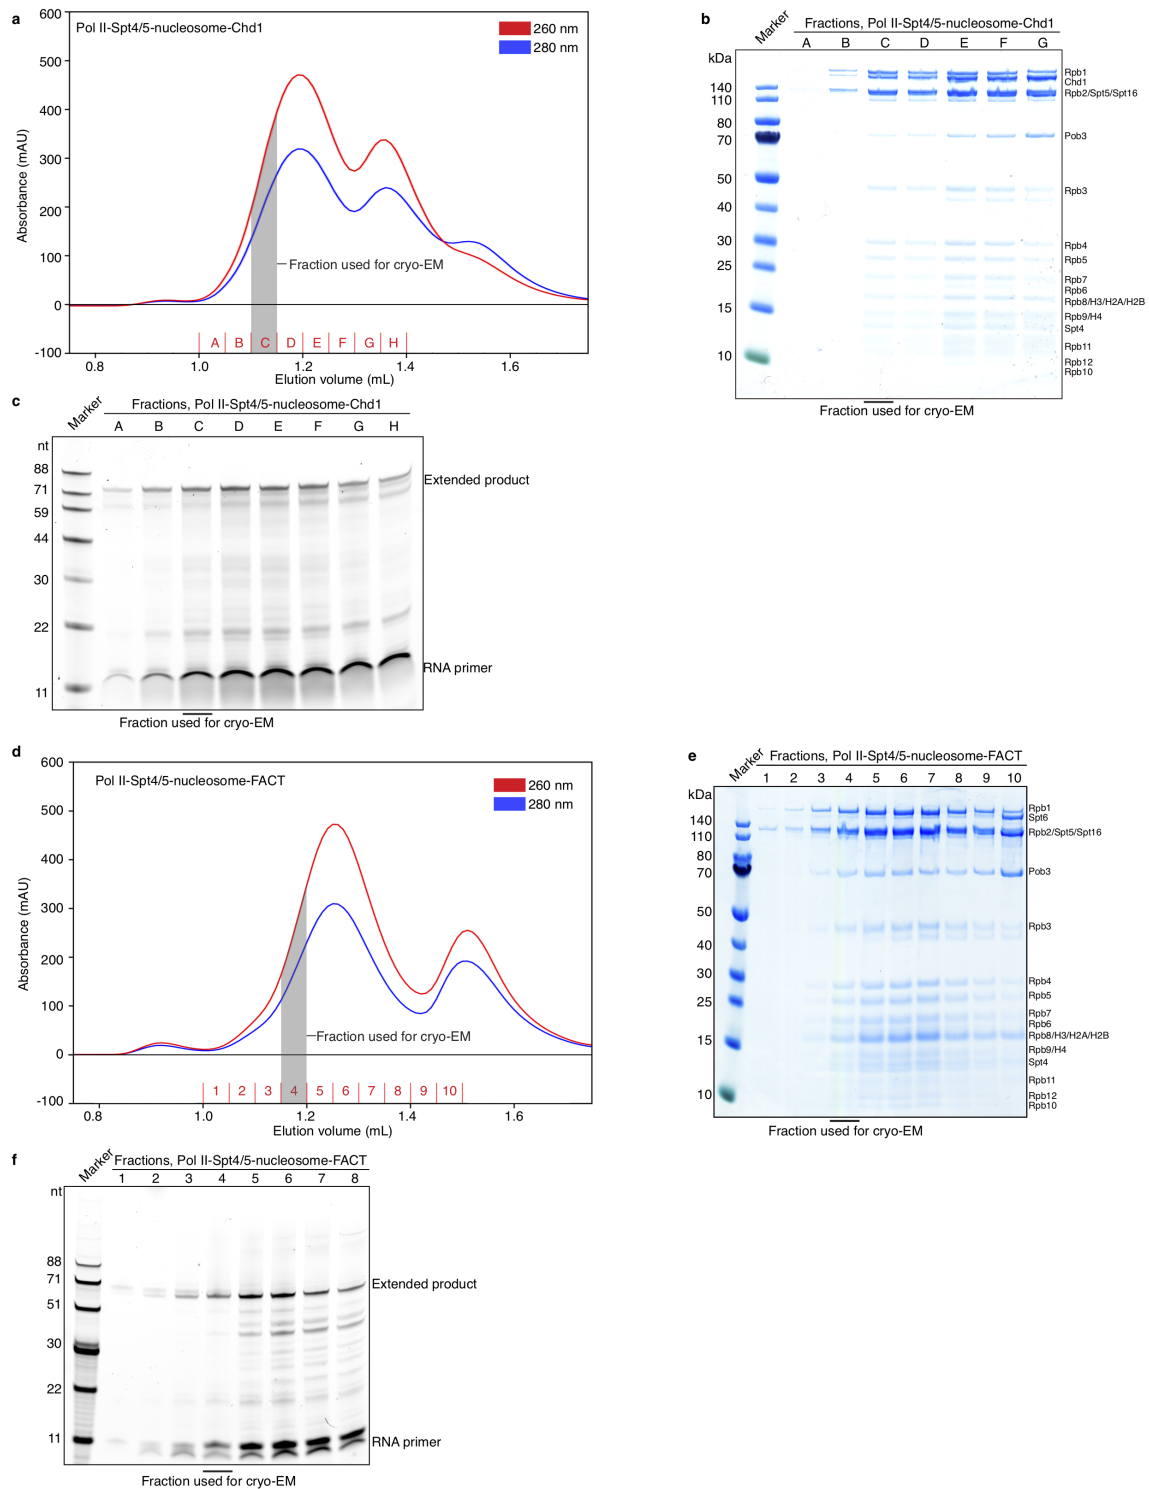 a
Pol II-Spt4/5-nucleosome-Chd1
260 nm
280 nm
600
500
400
300
200
100
0
-100
Absorbance (mAU)
Fraction used for cryo-EM
A B C D E F G H
0.8 1.0 1.2 1.4 1.6
Elution volume (mL)
b
Marker
Fractions, Pol II-Spt4/5-nucleosome-Chd1
A B C D E F G
kDa
140
110
80
70
50
40
30
25
15
10
Rpb1
Chd1
Rpb2/Spt5/Spt16
Pob3
Rpb3
Rpb4
Rpb5
Rpb7
Rpb6
Rpb8/H3/H2A/H2B
Rpb9/H4
Spt4
Rpb11
Rpb12
Rpb10
Fraction used for cryo-EM
c
Marker
Fractions, Pol II-Spt4/5-nucleosome-Chd1
A B C D E F G H
nt
88
71
59
44
30
22
11
Extended product
RNA primer
Fraction used for cryo-EM
d
Pol II-Spt4/5-nucleosome-FACT
260 nm
280 nm
600
500
400
300
200
100
0
-100
Absorbance (mAU)
Fraction used for cryo-EM
1 2 3 4 5 6 7 8 9 10
0.8 1.0 1.2 1.4 1.6
Elution volume (mL)
e
Marker
Fractions, Pol II-Spt4/5-nucleosome-FACT
1 2 3 4 5 6 7 8 9 10
kDa
140
110
80
70
50
40
30
25
15
10
Rpb1
Spt6
Rpb2/Spt5/Spt16
Pob3
Rpb3
Rpb4
Rpb5
Rpb7
Rpb6
Rpb8/H3/H2A/H2B
Rpb9/H4
Spt4
Rpb11
Rpb12
Rpb10
Fraction used for cryo-EM
f
Marker
Fractions, Pol II-Spt4/5-nucleosome-FACT
1 2 3 4 5 6 7 8
nt
88
71
51
30
22
11
Extended product
RNA primer
Fraction used for cryo-EM